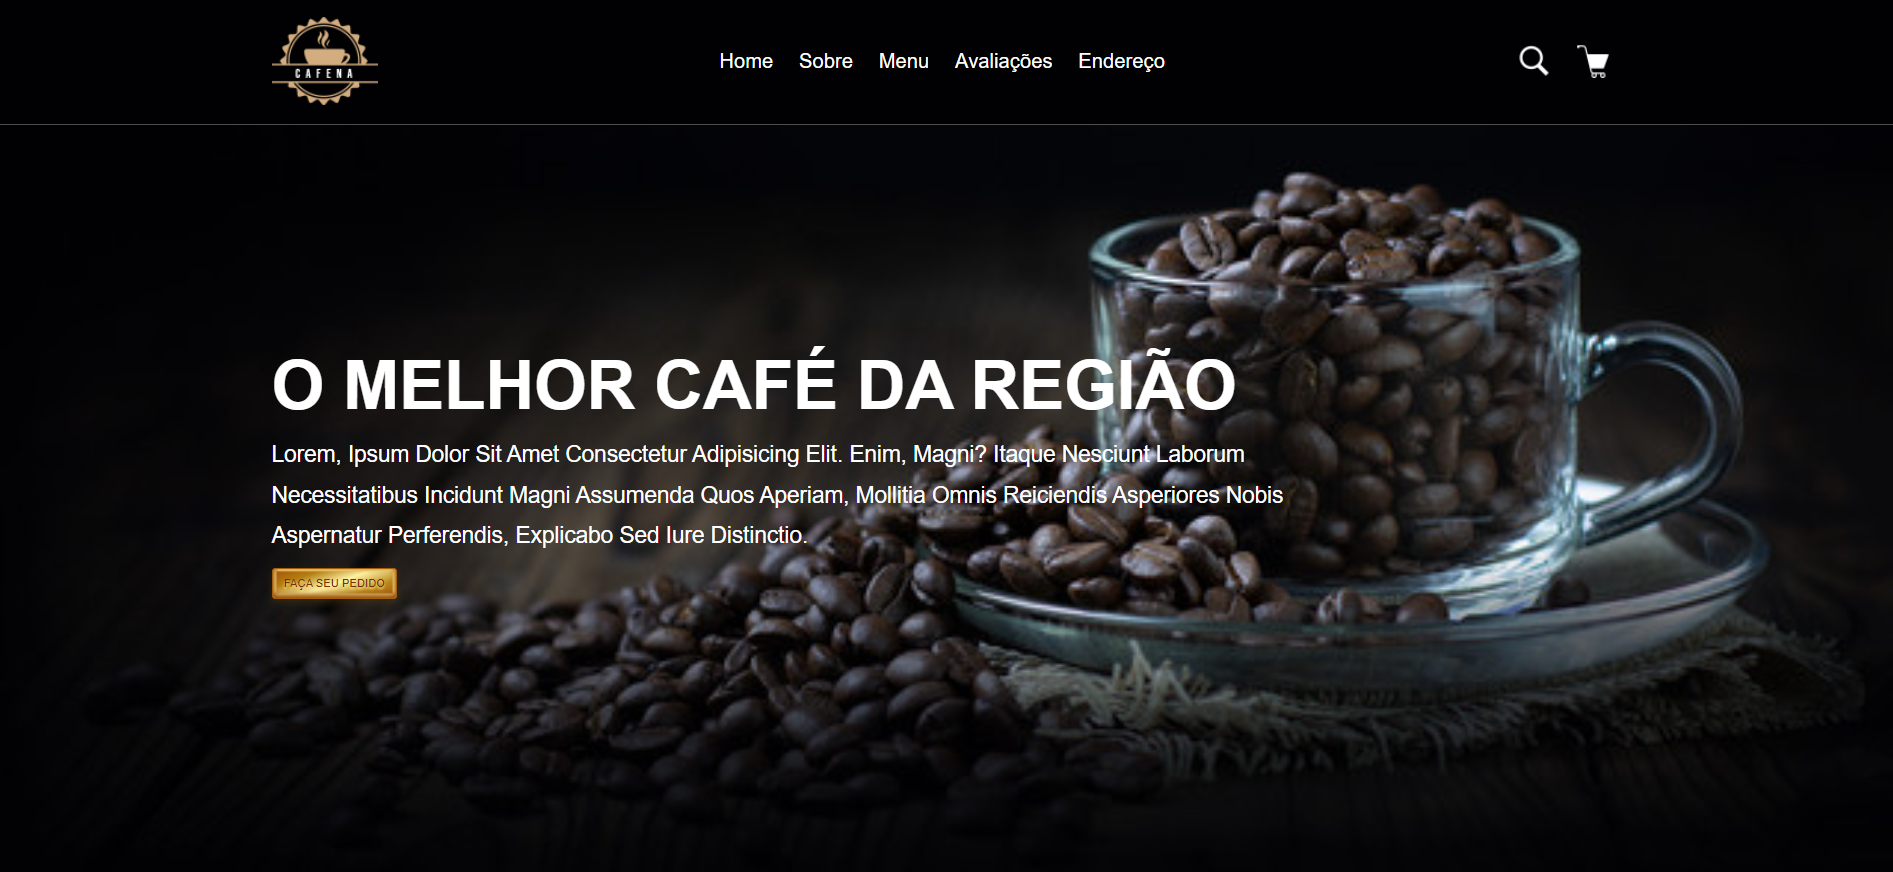 CAFENA
Home Sobre Menu Avaliações Endereço
O MELHOR CAFÉ DA REGIÃO
Lorem, Ipsum Dolor Sit Amet Consectetur Adipisicing Elit. Enim, Magni? Itaque Nesciunt Laborum
Necessitatibus Incidunt Magni Assumenda Quos Aperiam, Mollitia Omnis Reiciendis Asperiores Nobis
Aspernatur Perferendis, Explicabo Sed Iure Distinctio.
FAÇA SEU PEDIDO